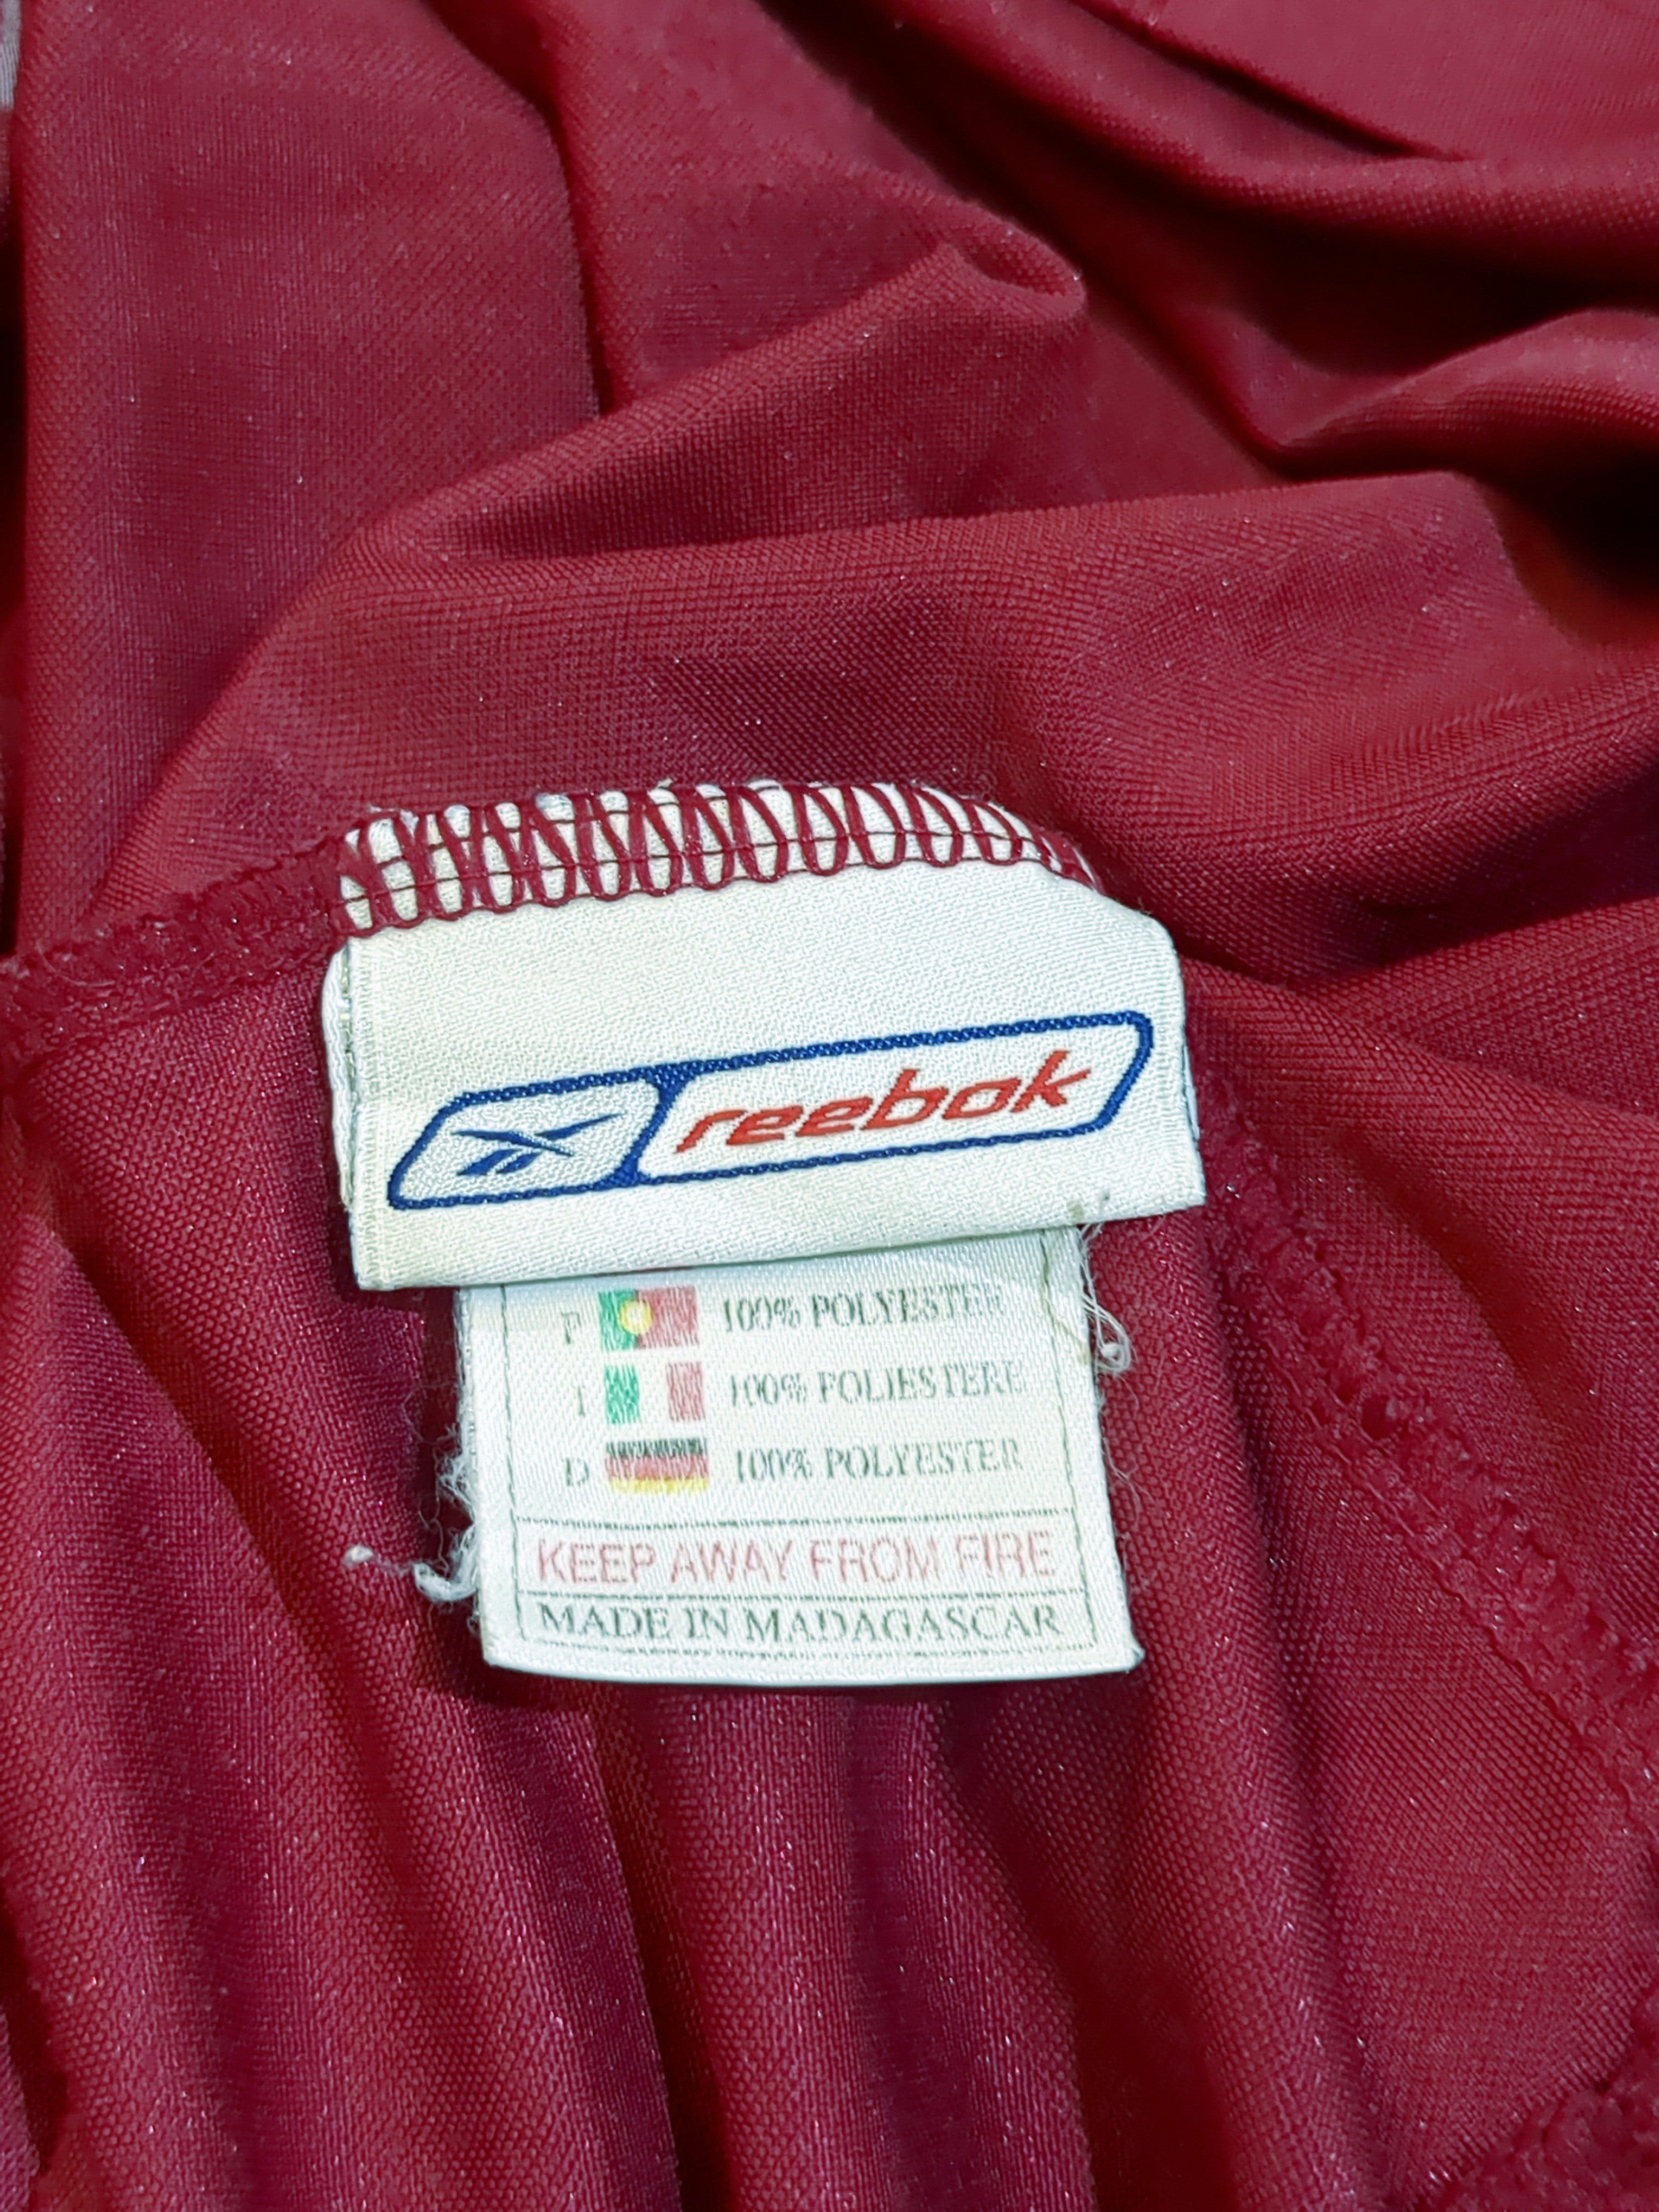 reebok
P 100% POLYESTER
I 100% POLIESTERE
D 100% POLYESTER
KEEP AWAY FROM FIRE
MADE IN MADAGASCAR